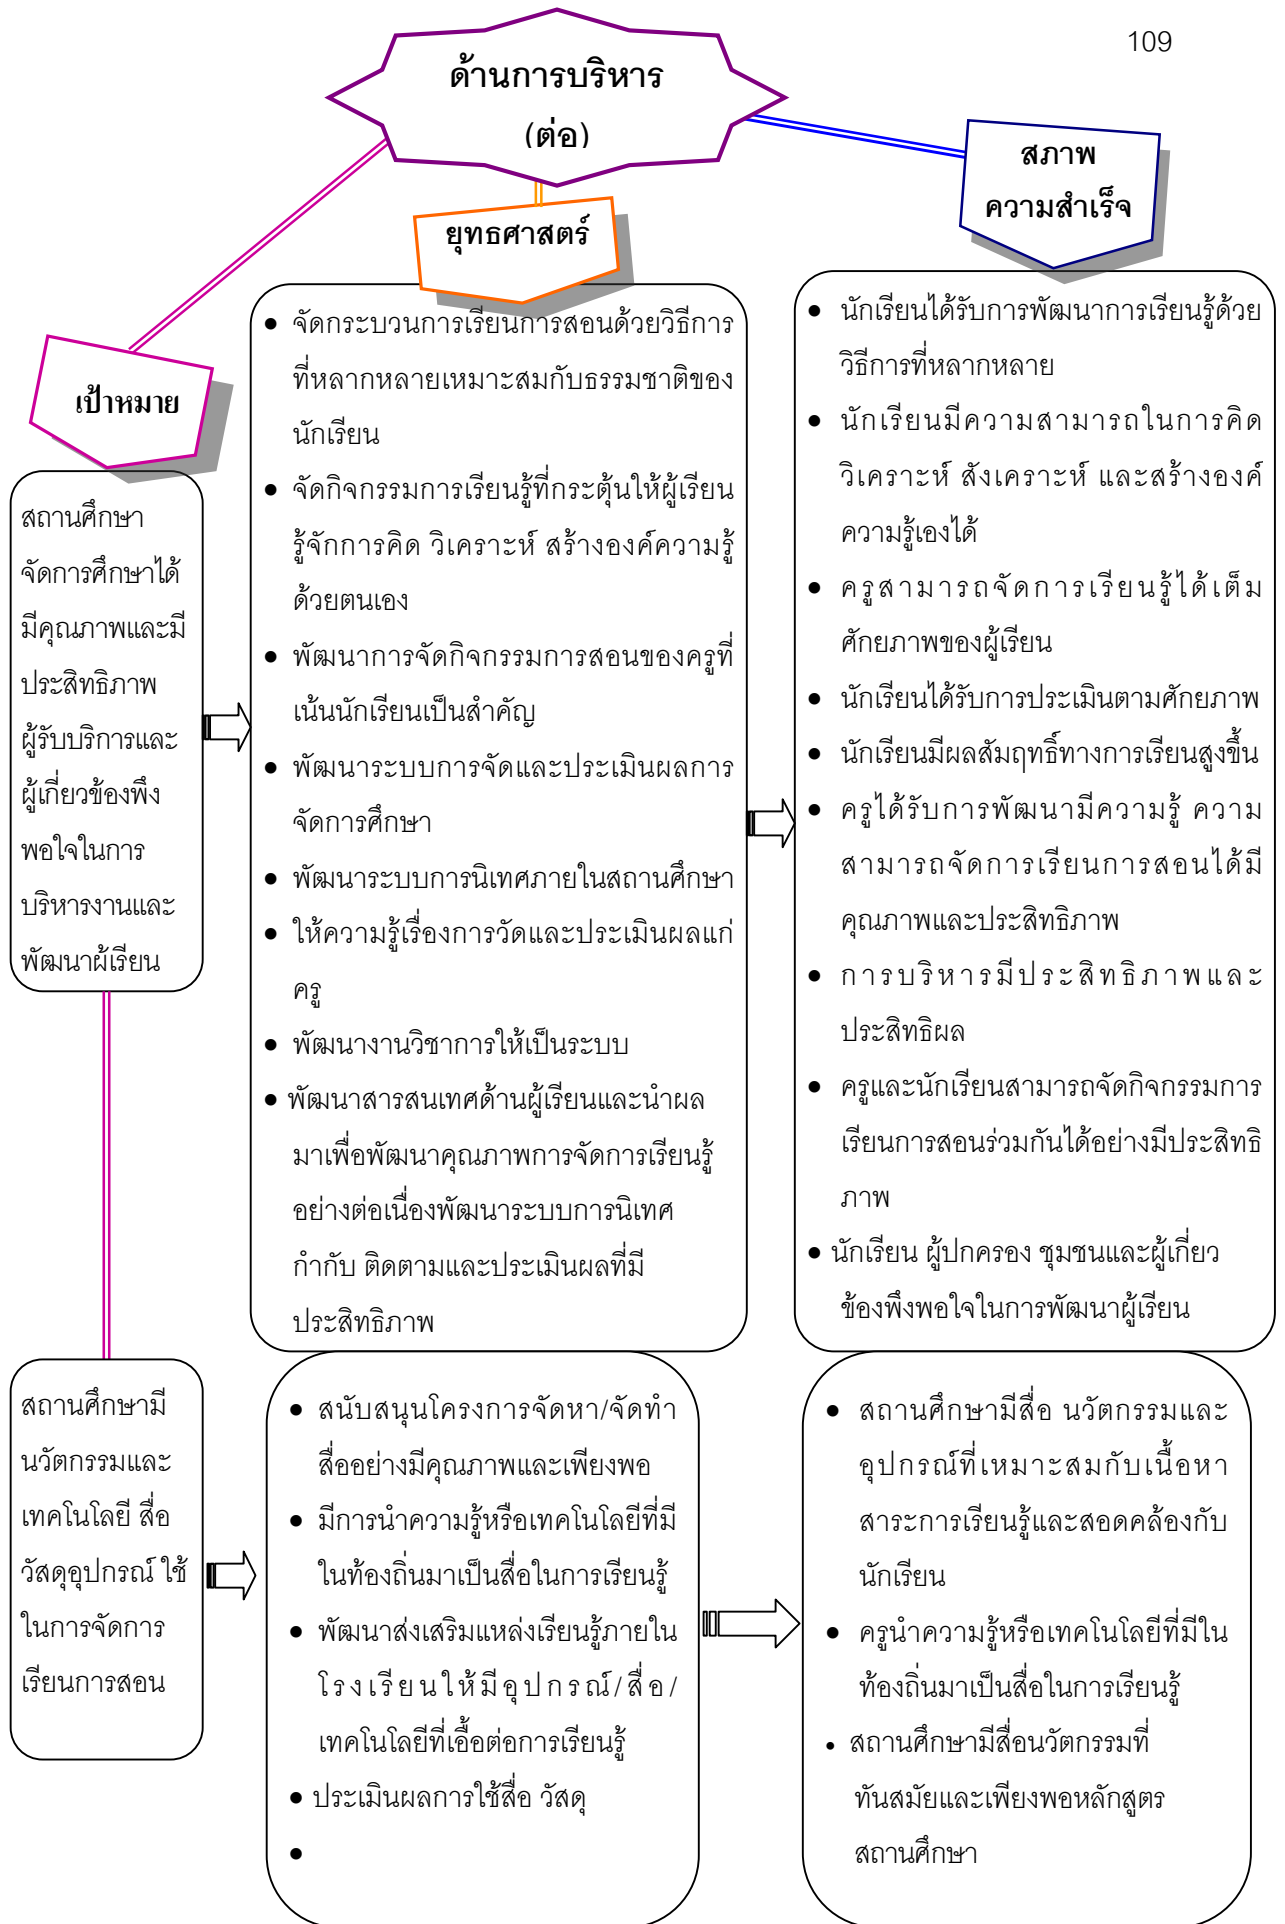 109
ด้านการบริหาร
(ต่อ)
สภาพ
ความสำเร็จ
ยุทธศาสตร์
เป้าหมาย
สถานศึกษา
จัดการศึกษาได้
มีคุณภาพและมี
ประสิทธิภาพ
ผู้รับบริการและ
ผู้เกี่ยวข้องพึง
พอใจในการ
บริหารงานและ
พัฒนาผู้เรียน
• จัดกระบวนการเรียนการสอนด้วยวิธีการ
ที่หลากหลายเหมาะสมกับธรรมชาติของ
นักเรียน
• จัดกิจกรรมการเรียนรู้ที่กระตุ้นให้ผู้เรียน
รู้จักการคิด วิเคราะห์ สร้างองค์ความรู้
ด้วยตนเอง
• พัฒนาการจัดกิจกรรมการสอนของครูที่
เน้นนักเรียนเป็นสำคัญ
• พัฒนาระบบการจัดและประเมินผลการ
จัดการศึกษา
• พัฒนาระบบการนิเทศภายในสถานศึกษา
• ให้ความรู้เรื่องการวัดและประเมินผลแก่
ครู
• พัฒนางานวิชาการให้เป็นระบบ
• พัฒนาสารสนเทศด้านผู้เรียนและนำผล
มาเพื่อพัฒนาคุณภาพการจัดการเรียนรู้
อย่างต่อเนื่องพัฒนาระบบการนิเทศ
กำกับ ติดตามและประเมินผลที่มี
ประสิทธิภาพ
• นักเรียนได้รับการพัฒนาการเรียนรู้ด้วย
วิธีการที่หลากหลาย
• นักเรียนมีความสามารถในการคิด
วิเคราะห์ สังเคราะห์ และสร้างองค์
ความรู้เองได้
• ครูสามารถจัดการเรียนรู้ได้เต็ม
ศักยภาพของผู้เรียน
• นักเรียนได้รับการประเมินตามศักยภาพ
• นักเรียนมีผลสัมฤทธิ์ทางการเรียนสูงขึ้น
• ครูได้รับการพัฒนามีความรู้ ความ
สามารถจัดการเรียนการสอนได้มี
คุณภาพและประสิทธิภาพ
• การบริหารมีประสิทธิภาพและ
ประสิทธิผล
• ครูและนักเรียนสามารถจัดกิจกรรมการ
เรียนการสอนร่วมกันได้อย่างมีประสิทธิ
ภาพ
• นักเรียน ผู้ปกครอง ชุมชนและผู้เกี่ยว
ข้องพึงพอใจในการพัฒนาผู้เรียน
สถานศึกษามี
นวัตกรรมและ
เทคโนโลยี สื่อ
วัสดุอุปกรณ์ ใช้
ในการจัดการ
เรียนการสอน
• สนับสนุนโครงการจัดหา/จัดทำ
สื่ออย่างมีคุณภาพและเพียงพอ
• มีการนำความรู้หรือเทคโนโลยีที่มี
ในท้องถิ่นมาเป็นสื่อในการเรียนรู้
• พัฒนาส่งเสริมแหล่งเรียนรู้ภายใน
โรงเรียนให้มีอุปกรณ์/สื่อ/
เทคโนโลยีที่เอื้อต่อการเรียนรู้
• ประเมินผลการใช้สื่อ วัสดุ
•
• สถานศึกษามีสื่อ นวัตกรรมและ
อุปกรณ์ที่เหมาะสมกับเนื้อหา
สาระการเรียนรู้และสอดคล้องกับ
นักเรียน
• ครูนำความรู้หรือเทคโนโลยีที่มีใน
ท้องถิ่นมาเป็นสื่อในการเรียนรู้
• สถานศึกษามีสื่อนวัตกรรมที่
ทันสมัยและเพียงพอหลักสูตร
สถานศึกษา